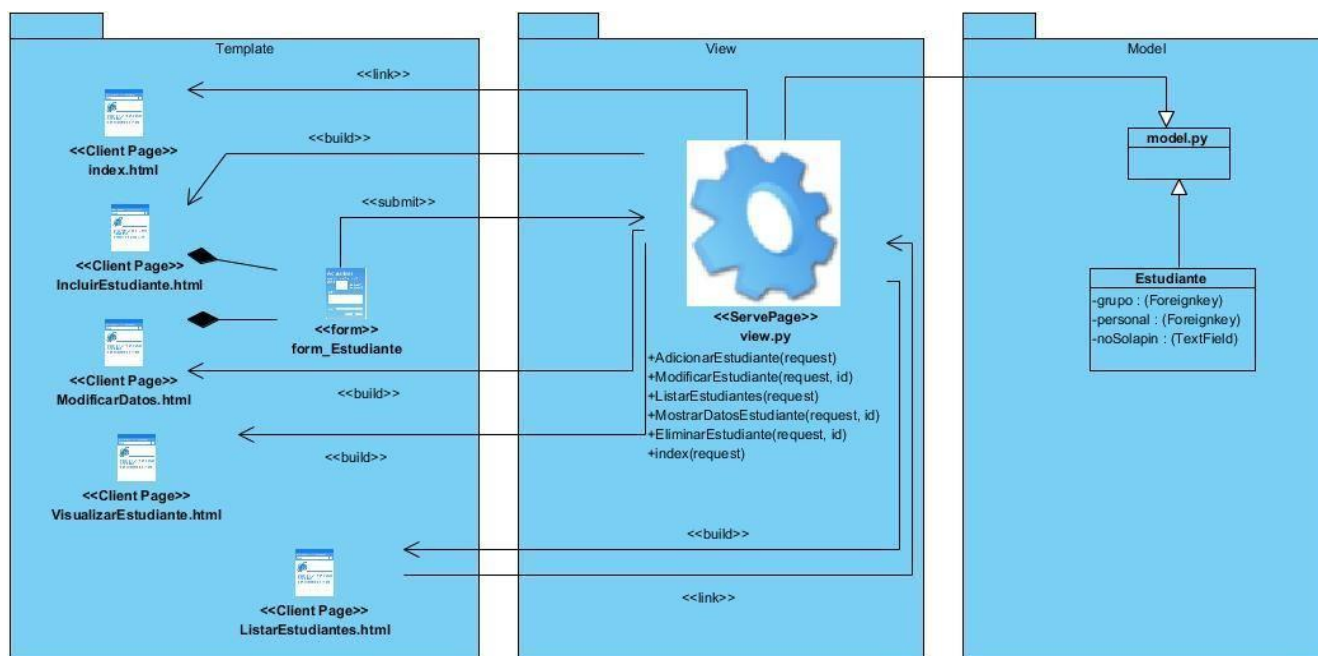 Template
<<link>>
<<Client Page>>
index.html
<<build>>
<<Client Page>>
IncluirEstudiante.html
<<submit>>
<<form>>
form_Estudiante
<<Client Page>>
ModificarDatos.html
<<build>>
<<Client Page>>
VisualizarEstudiante.html
<<build>>
<<Client Page>>
ListarEstudiantes.html
View
<<ServePage>>
view.py
+AdicionarEstudiante(request)
+ModificarEstudiante(request, id)
+ListarEstudiantes(request)
+MostrarDatosEstudiante(request, id)
+EliminarEstudiante(request, id)
+index(request)
<<build>>
<<link>>
Model
model.py
Estudiante
-grupo : (Foreignkey)
-personal : (Foreignkey)
-noSolapin : (TextField)